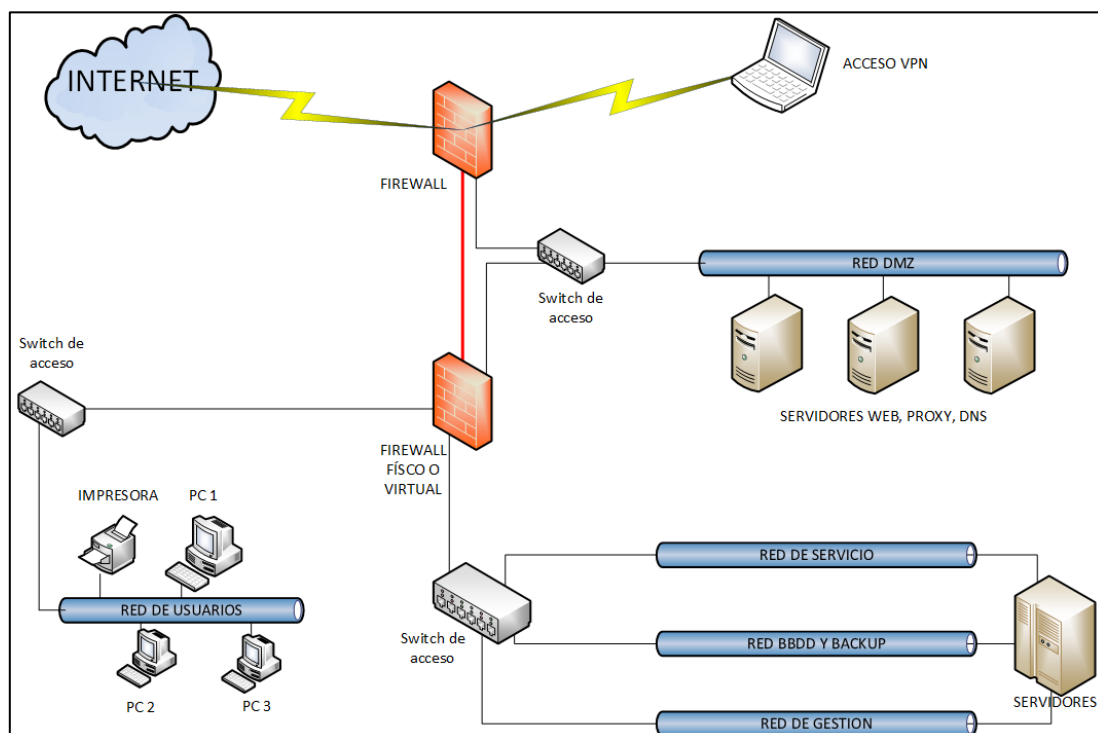 INTERNET
ACCESO VPN
FIREWALL
RED DMZ
Switch de
acceso
Switch de
acceso
SERVIDORES WEB, PROXY, DNS
FIREWALL
FÍSCO O
VIRTUAL
IMPRESORA
PC 1
RED DE SERVICIO
RED DE USUARIOS
Switch de
acceso
RED BBDD Y BACKUP
PC 2
PC 3
SERVIDORES
RED DE GESTION